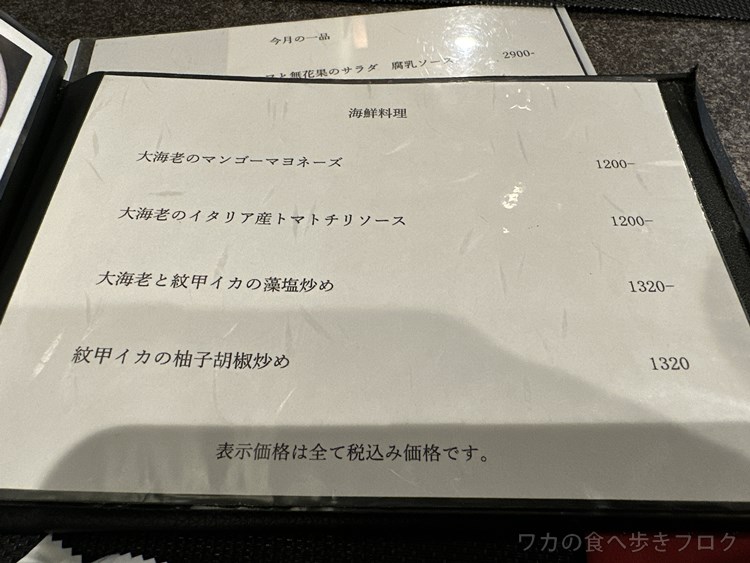 今月の一品
と無花果のサラダ　腐乳ソース 2900-
海鮮料理
大海老のマンゴーマヨネーズ 1200-
大海老のイタリア産トマトチリソース 1200-
大海老と紋甲イカの藻塩炒め 1320-
紋甲イカの柚子胡椒炒め 1320
表示価格は全て税込み価格です。
ワカの食べ歩きブログ